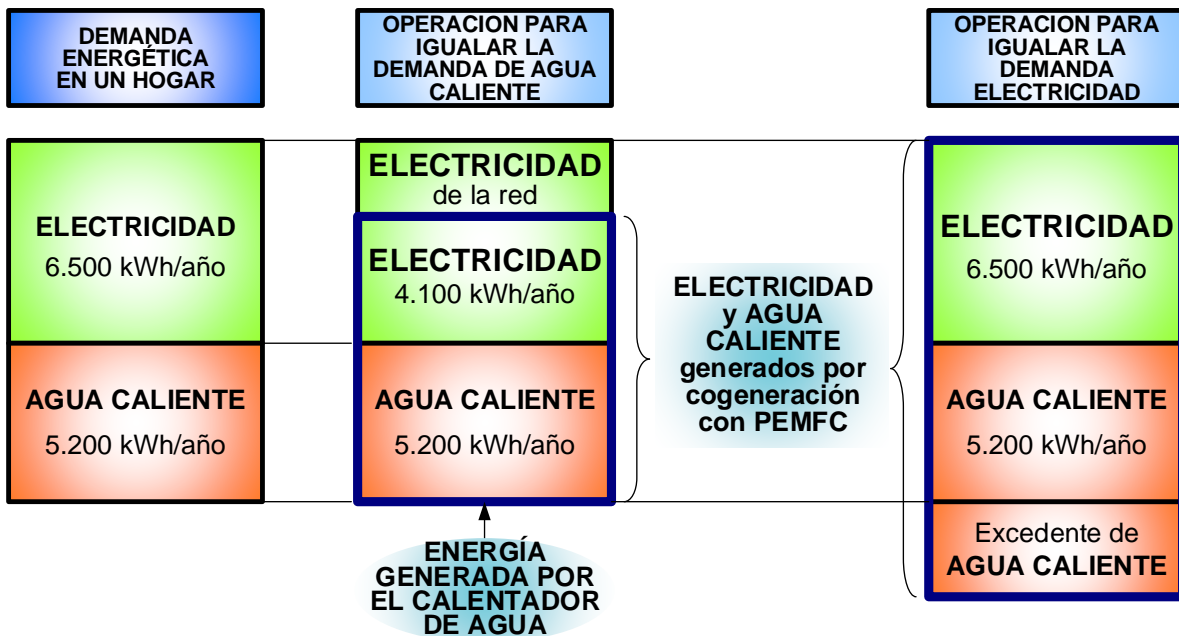 DEMANDA
ENERGÉTICA
EN UN HOGAR
OPERACION PARA
IGUALAR LA
DEMANDA DE AGUA
CALIENTE
OPERACION PARA
IGUALAR LA
DEMANDA
ELECTRICIDAD
ELECTRICIDAD
6.500 kWh/año
AGUA CALIENTE
5.200 kWh/año
ELECTRICIDAD
de la red
ELECTRICIDAD
4.100 kWh/año
AGUA CALIENTE
5.200 kWh/año
ENERGÍA
GENERADA POR
EL CALENTADOR
DE AGUA
ELECTRICIDAD
y AGUA
CALIENTE
generados por
cogeneración
con PEMFC
ELECTRICIDAD
6.500 kWh/año
AGUA CALIENTE
5.200 kWh/año
Excedente de
AGUA CALIENTE